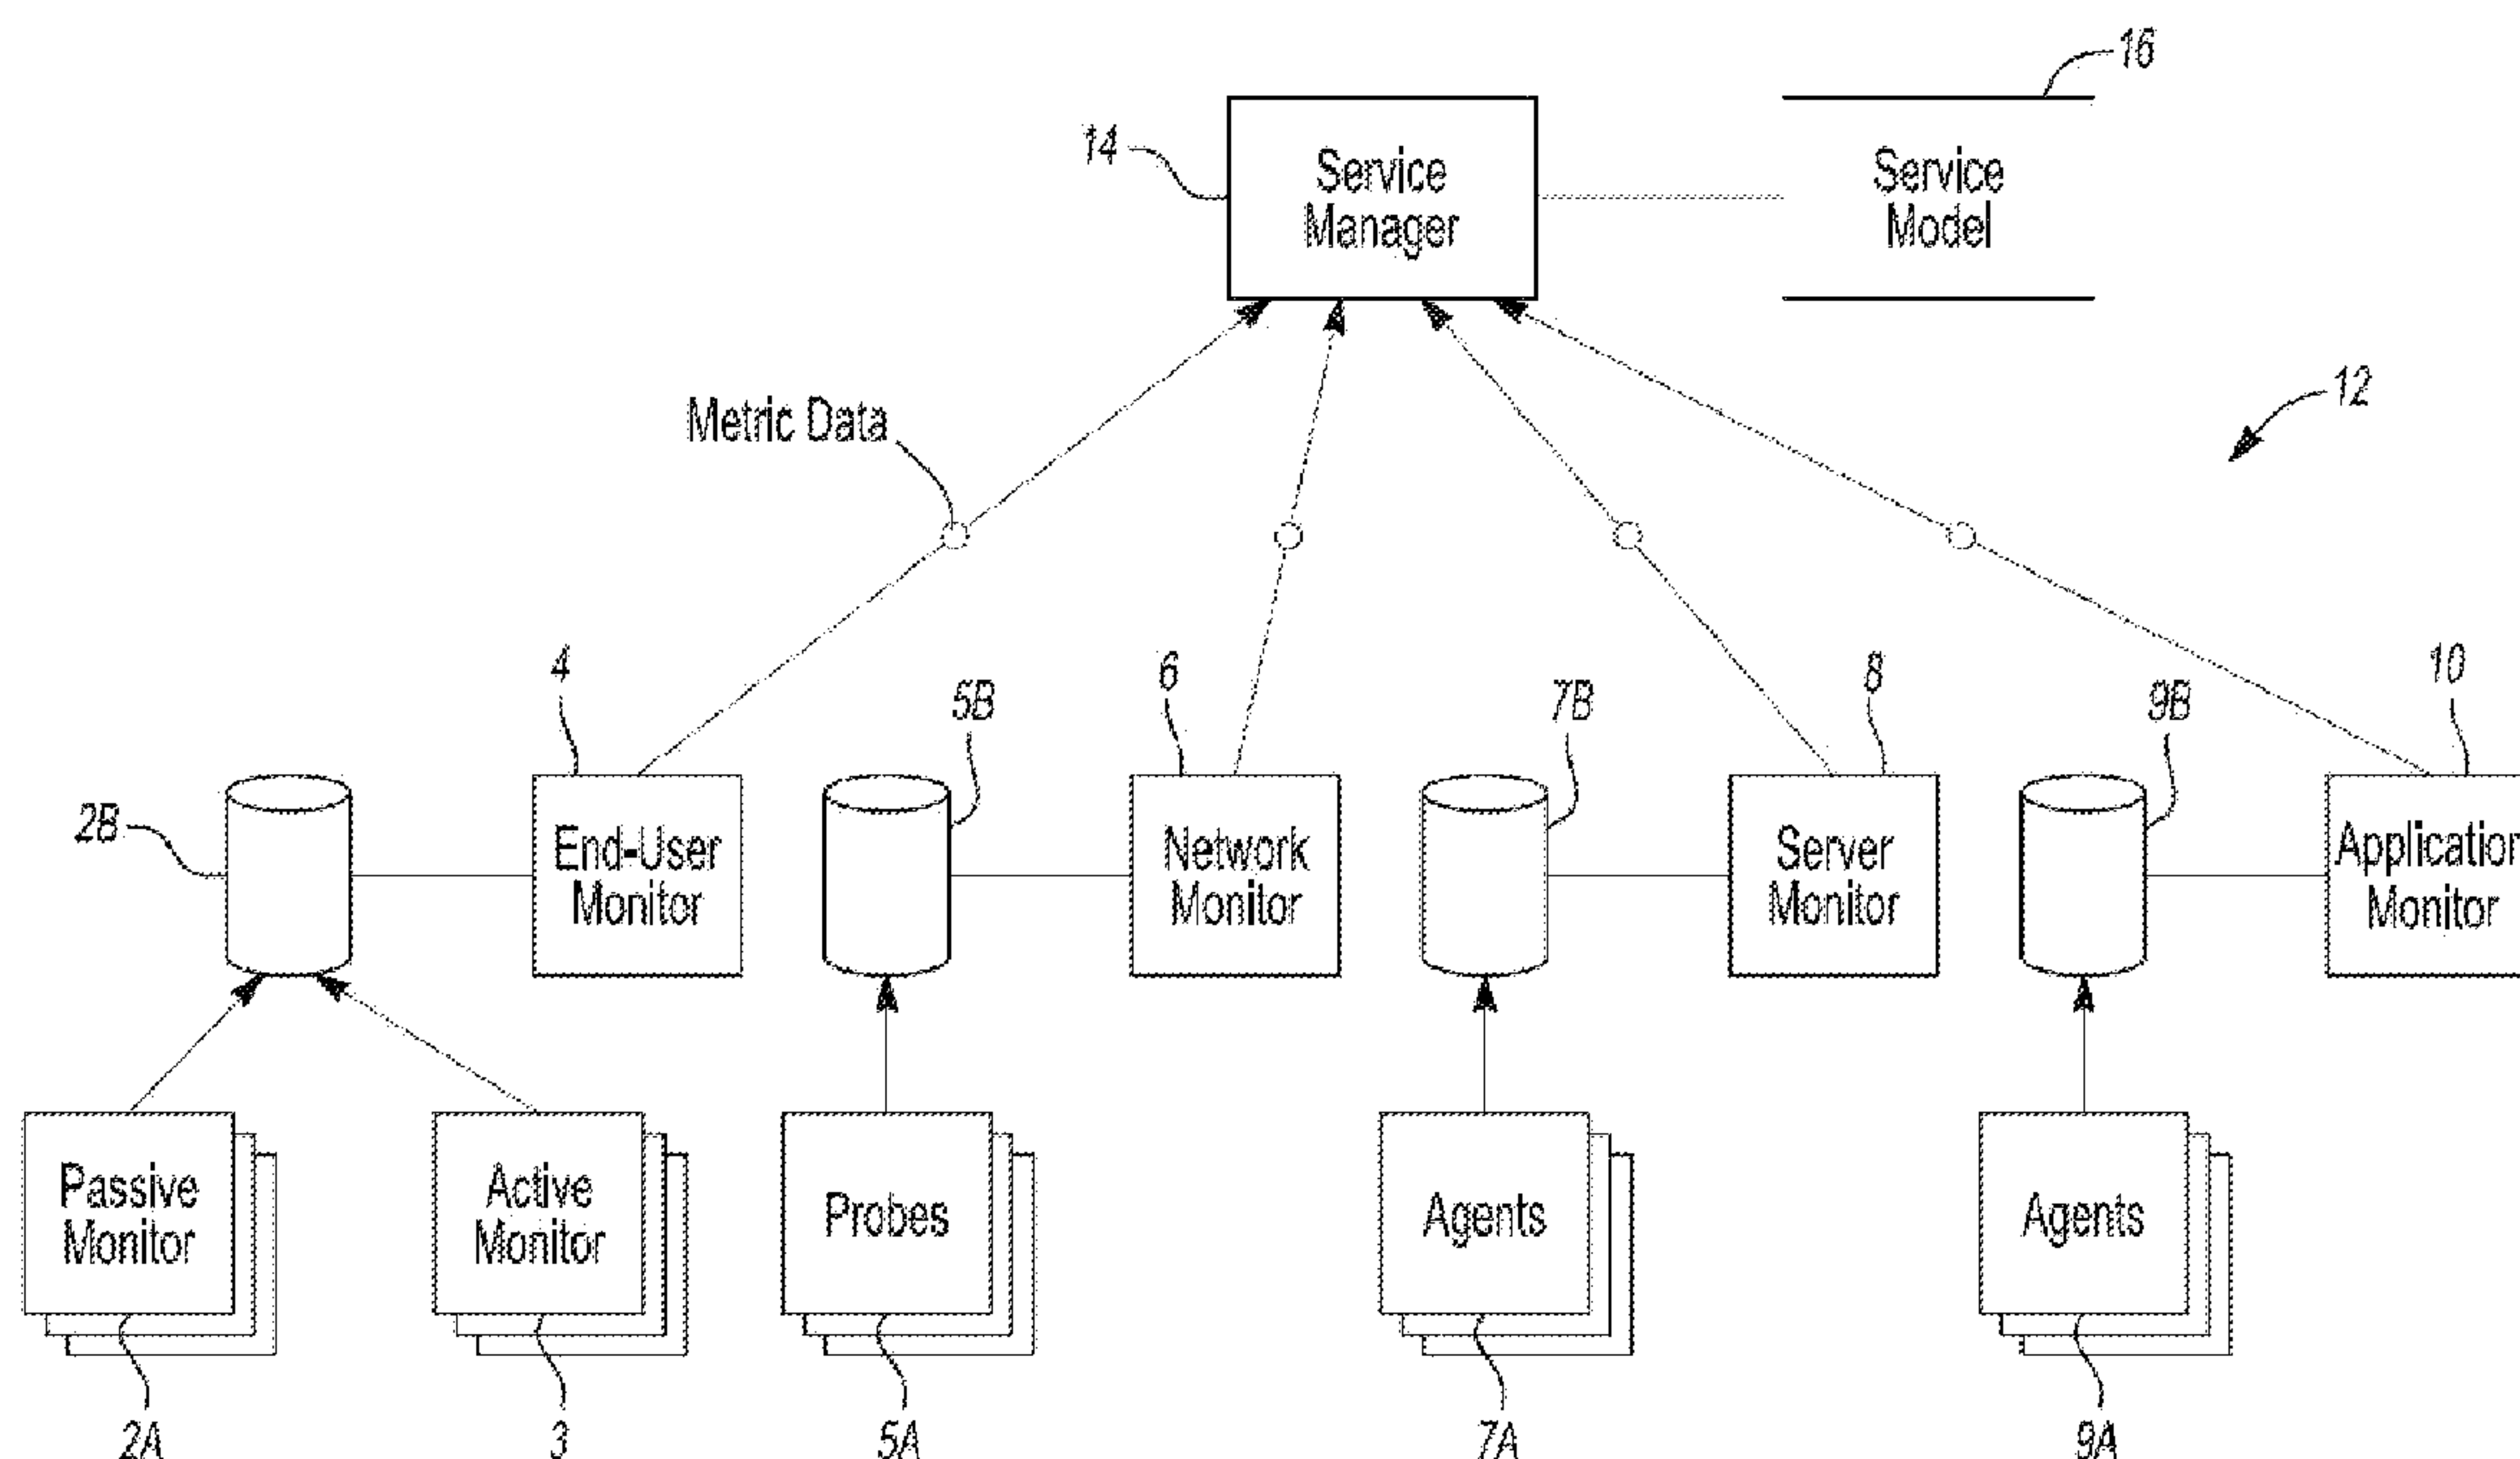 16
14
Service
Manager
Service
Model
12
Metric Data
4
6
8
10
5B
7B
9B
2B
End-User
Monitor
Network
Monitor
Server
Monitor
Application
Monitor
Passive
Monitor
Active
Monitor
Probes
Agents
Agents
2A
3
5A
7A
9A